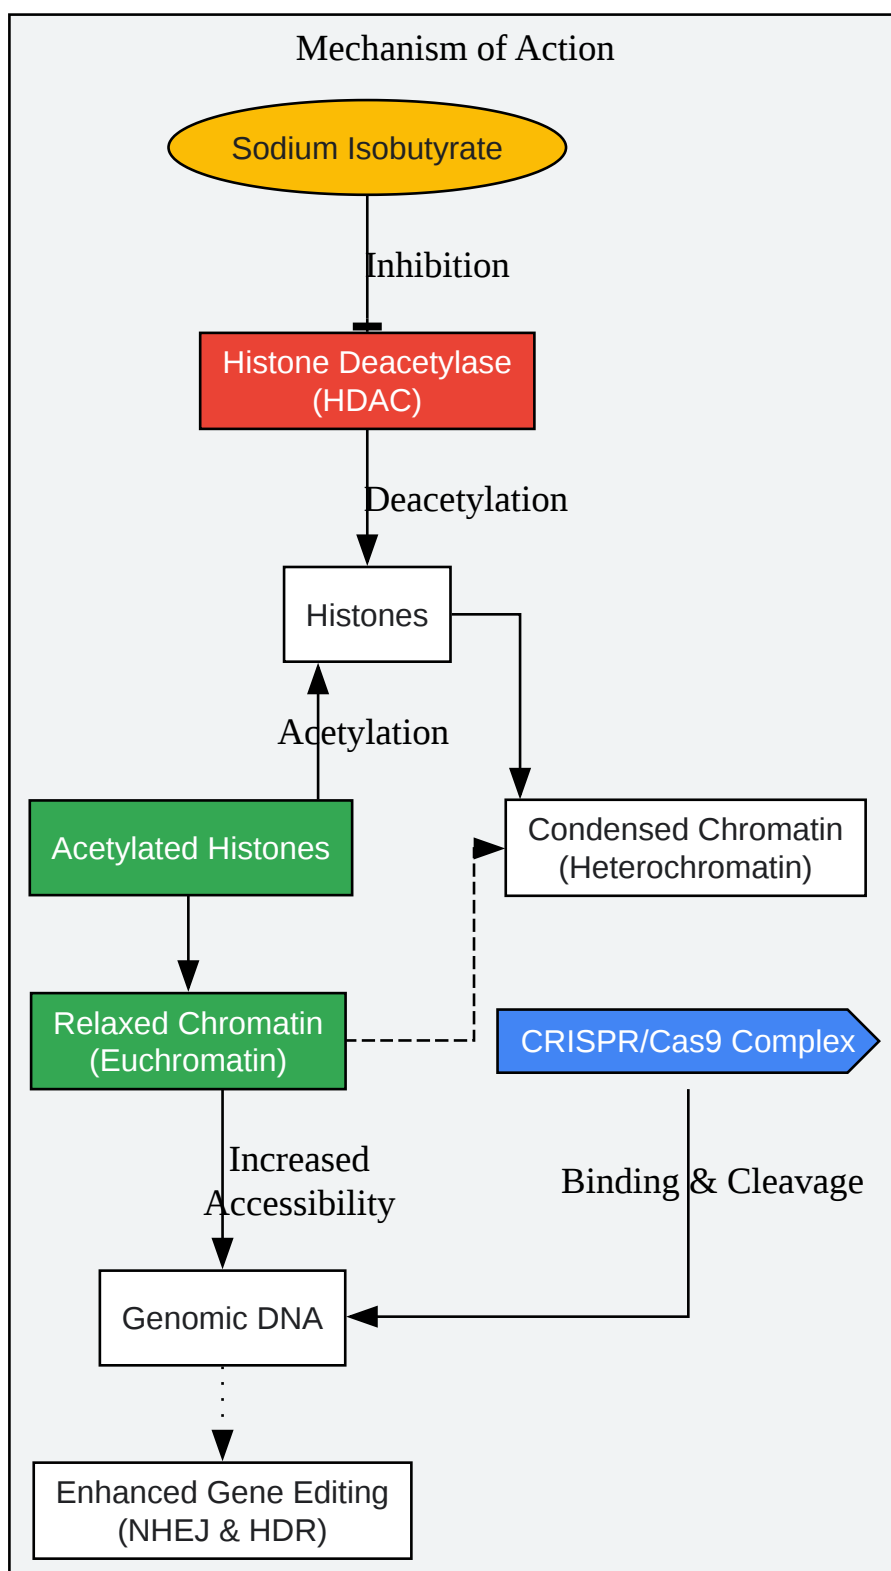 Mechanism of Action
Sodium Isobutyrate
Inhibition
Histone Deacetylase
(HDAC)
Deacetylation
Histones
Acetylation
Acetylated Histones
Condensed Chromatin
(Heterochromatin)
Relaxed Chromatin
(Euchromatin)
CRISPR/Cas9 Complex
Increased
Accessibility
Binding & Cleavage
Genomic DNA
Enhanced Gene Editing
(NHEJ & HDR)